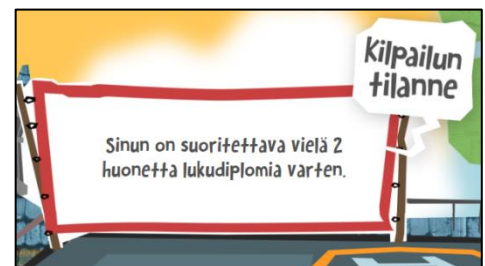 Kilpailun
tilanne
Sinun on suoritettava vielä 2
huonetta lukudiplomia varten.